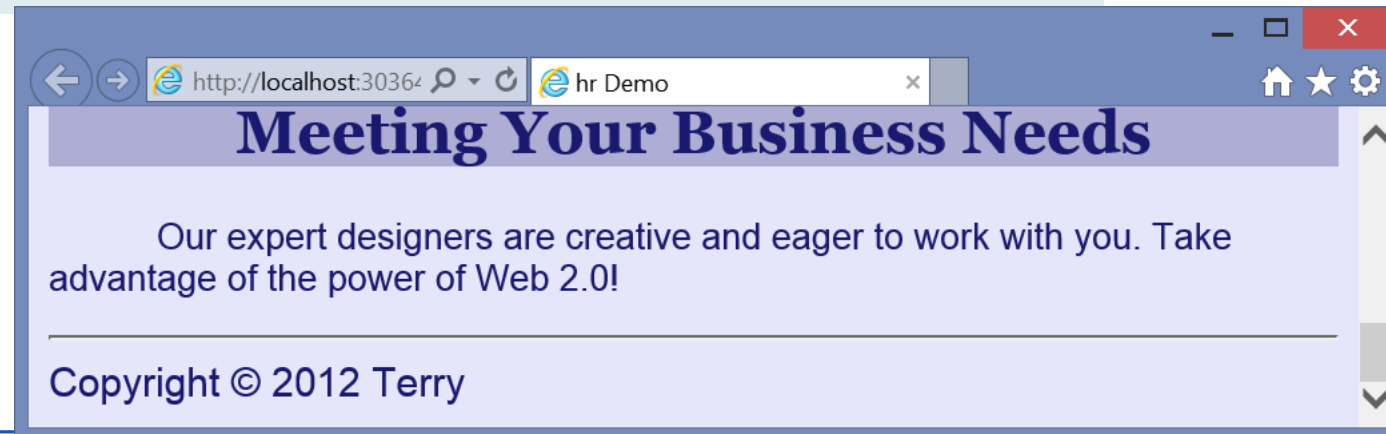 http://localhost:30364
hr Demo
Meeting Your Business Needs
Our expert designers are creative and eager to work with you. Take
advantage of the power of Web 2.0!
Copyright © 2012 Terry